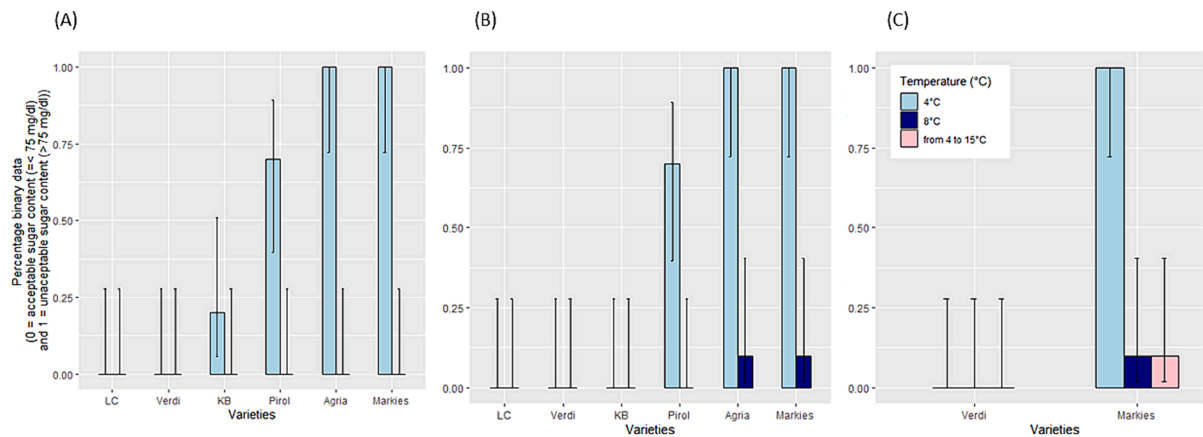 (A)
(B)
(C)
Percentage binary data
(0 = acceptable sugar content (=< 75 mg/dl)
and 1 = unacceptable sugar content (>75 mg/dl))
1.00
0.75
0.50
0.25
0.00
LC Verdi KB Pirol Agria Markies
Varieties
1.00
0.75
0.50
0.25
0.00
LC Verdi KB Pirol Agria Markies
Varieties
1.00
0.75
0.50
0.25
0.00
Temperature (°C)
4°C
8°C
from 4 to 15°C
Verdi Markies
Varieties